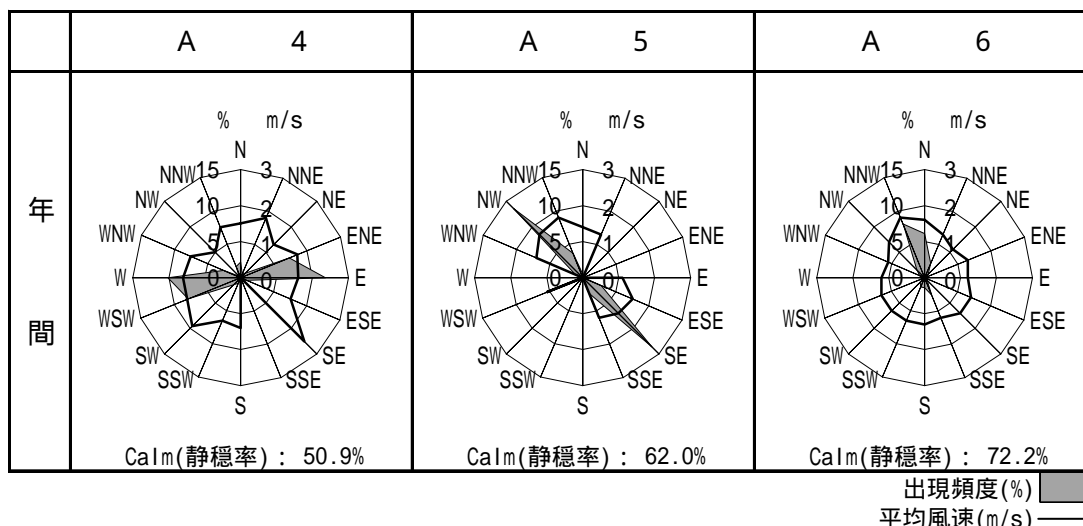 A 4 A 5 A 6
年間
% m/s % m/s % m/s
N N N
NNW 15 3 NNE NNW 15 3 NNE NNW 15 3 NNE
NW 10 2 NE NW 10 2 NE NW 10 2 NE
WNW 5 1 ENE WNW 5 1 ENE WNW 5 1 ENE
W 0 0 E W 0 0 E W 0 0 E
WSW ESE WSW ESE WSW ESE
SW SE SW SE SW SE
SSW SSE SSW SSE SSW SSE
S S S
Calm(静穏率) : 50.9% Calm(静穏率) : 62.0% Calm(静穏率) : 72.2%
出現頻度(%)
平均風速(m/s)